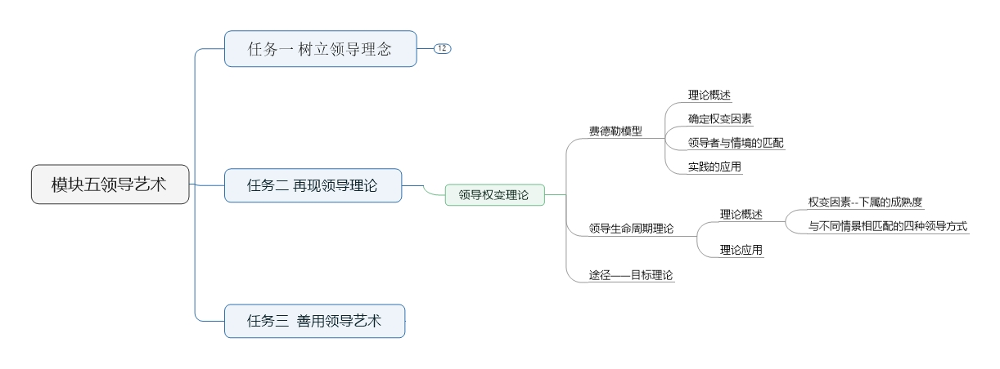 模块五领导艺术
任务一 树立领导理念
12
任务二 再现领导理论
领导权变理论
费德勒模型
理论概述
确定权变因素
领导者与情境的匹配
实践的应用
领导生命周期理论
理论概述
权变因素--下属的成熟度
与不同情景相匹配的四种领导方式
理论应用
途径——目标理论
任务三  善用领导艺术